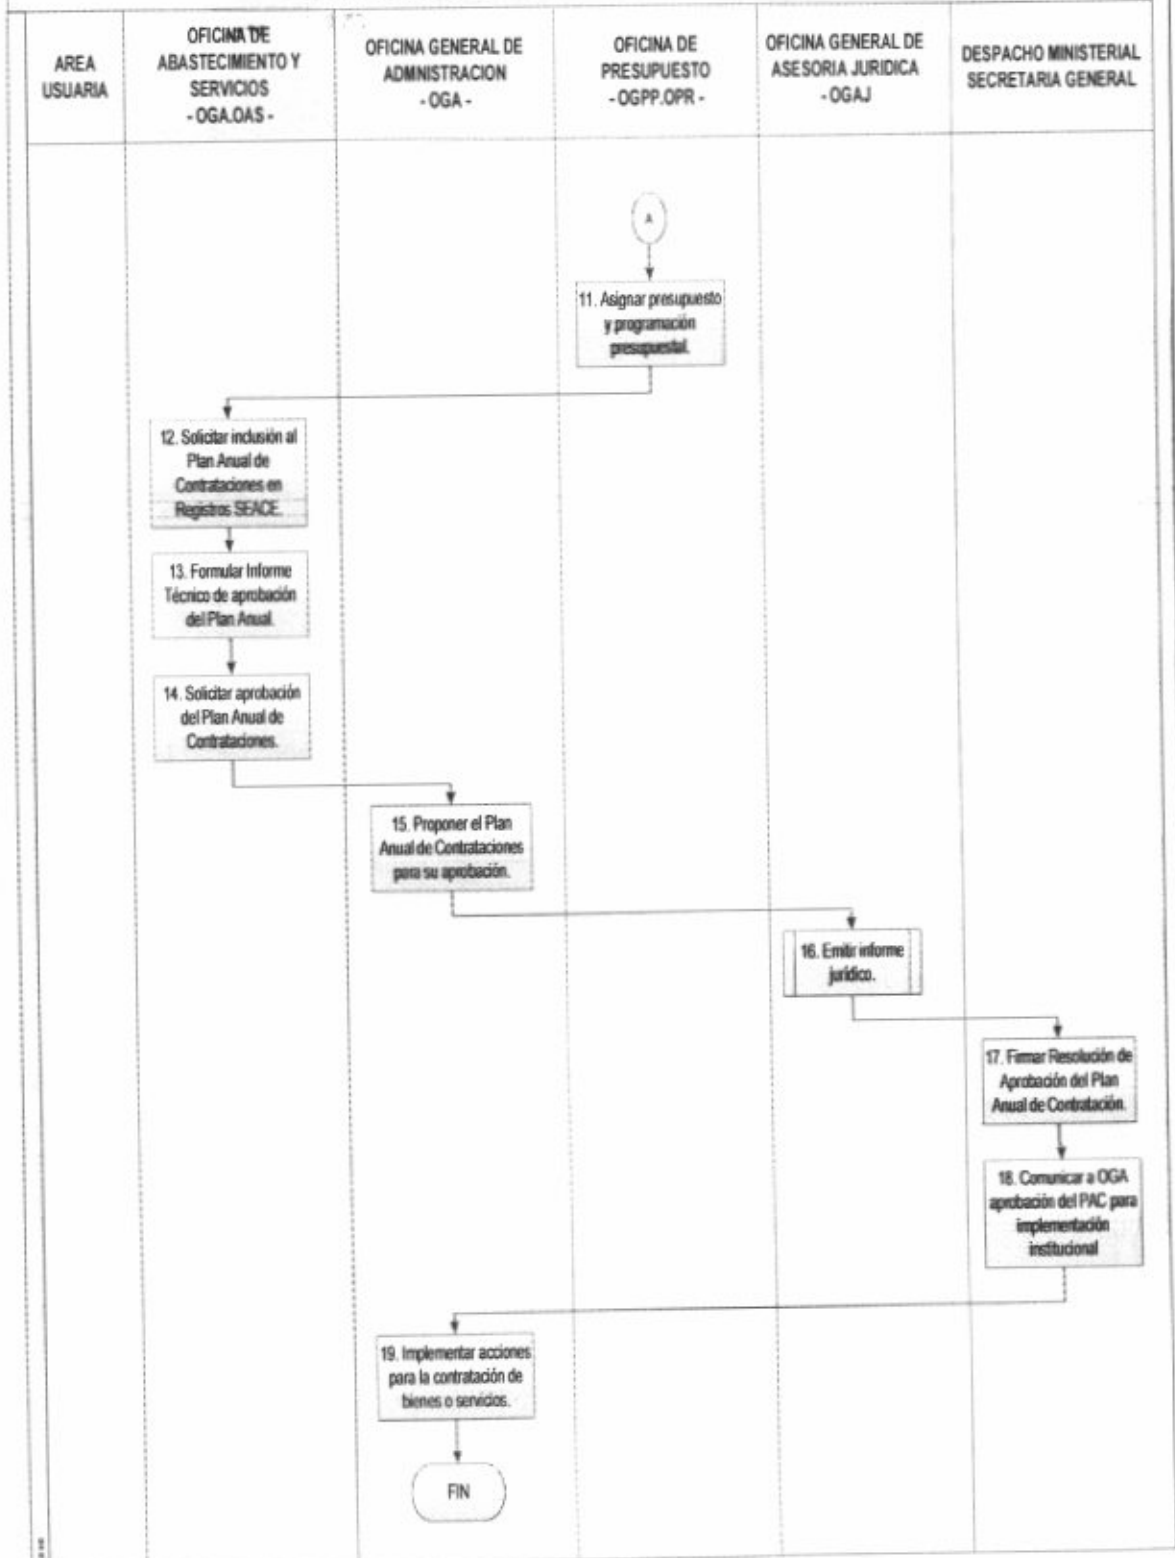 AREA
USUARIA
OFICINA DE
ABASTECIMIENTO Y
SERVICIOS
- OGA.OAS -
OFICINA GENERAL DE
ADMNISTRACION
- OGA -
OFICINA DE
PRESUPUESTO
- OGPP.OPR -
OFICINA GENERAL DE
ASESORIA JURIDICA
- OGAJ
DESPACHO MINISTERIAL
SECRETARIA GENERAL
A
11. Asignar presupuesto
y programación
presupuestal.
12. Solicitar inclusión al
Plan Anual de
Contrataciones en
Registros SEACE.
13. Formular Informe
Técnico de aprobación
del Plan Anual.
14. Solicitar aprobación
del Plan Anual de
Contrataciones.
15. Proponer el Plan
Anual de Contrataciones
para su aprobación.
16. Emitir informe
jurídico.
17. Firmar Resolución de
Aprobación del Plan
Anual de Contratación.
18. Comunicar a OGA
aprobación del PAC para
implementación
institucional
19. Implementar acciones
para la contratación de
bienes o servicios.
FIN